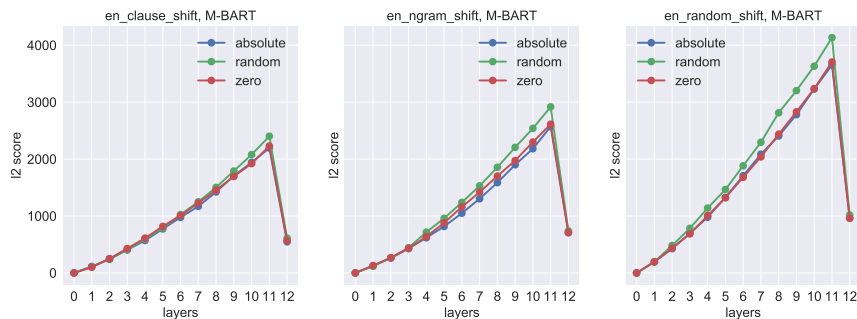 en_clause_shift, M-BART
4000
3000
2000
1000
0
l2 score
absolute
random
zero
0 1 2 3 4 5 6 7 8 9 10 11 12
layers
en_ngram_shift, M-BART
l2 score
absolute
random
zero
0 1 2 3 4 5 6 7 8 9 10 11 12
layers
en_random_shift, M-BART
l2 score
absolute
random
zero
0 1 2 3 4 5 6 7 8 9 10 11 12
layers